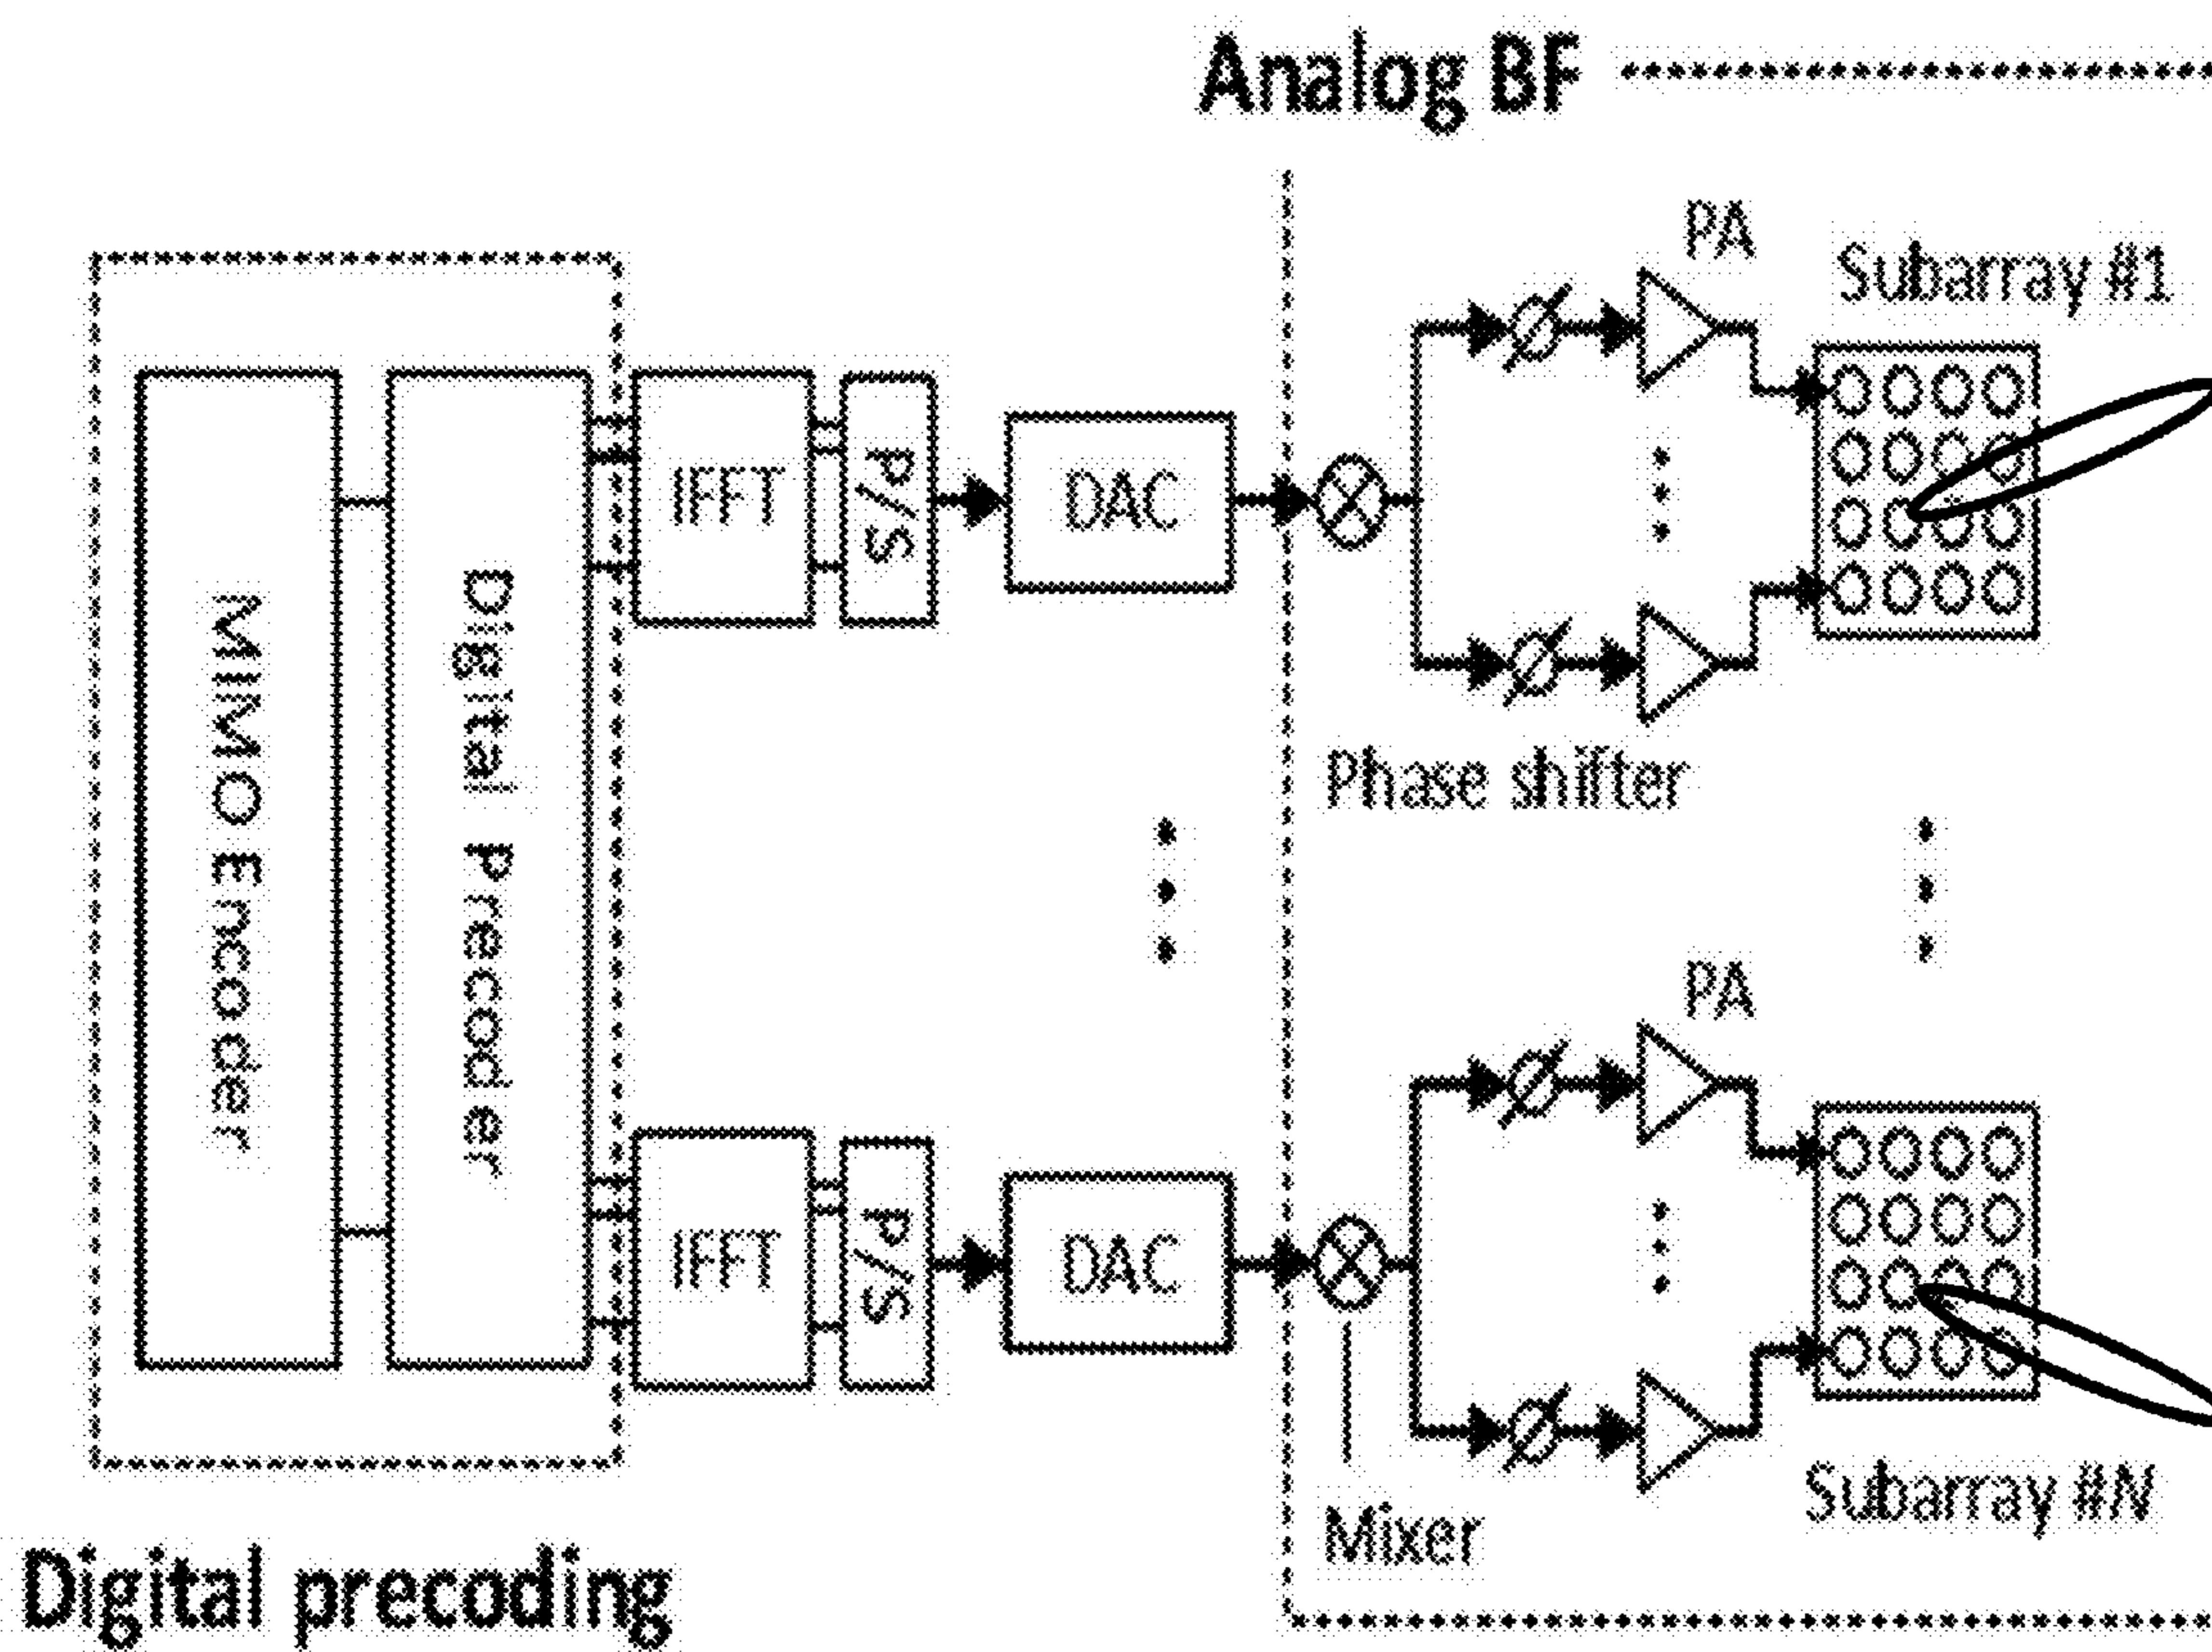 Analog BF
PA
Subarray #1
MIMO Encoder
Digital Precoder
IFFT
P/S
DAC
Phase shifter
PA
IFFT
P/S
DAC
Mixer
Subarray #N
Digital precoding